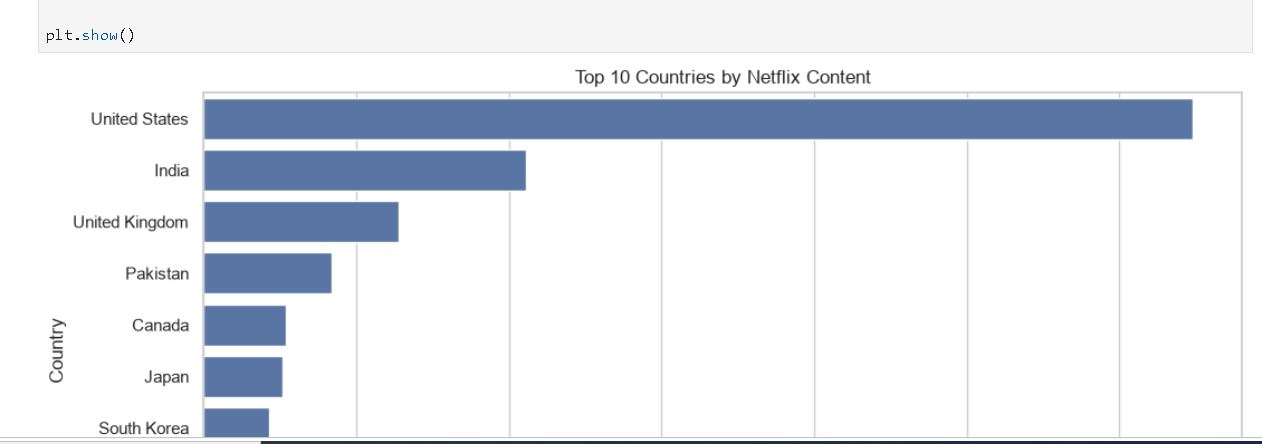 plt.show()
Top 10 Countries by Netflix Content
United States
India
United Kingdom
Pakistan
Canada
Country
Japan
South Korea